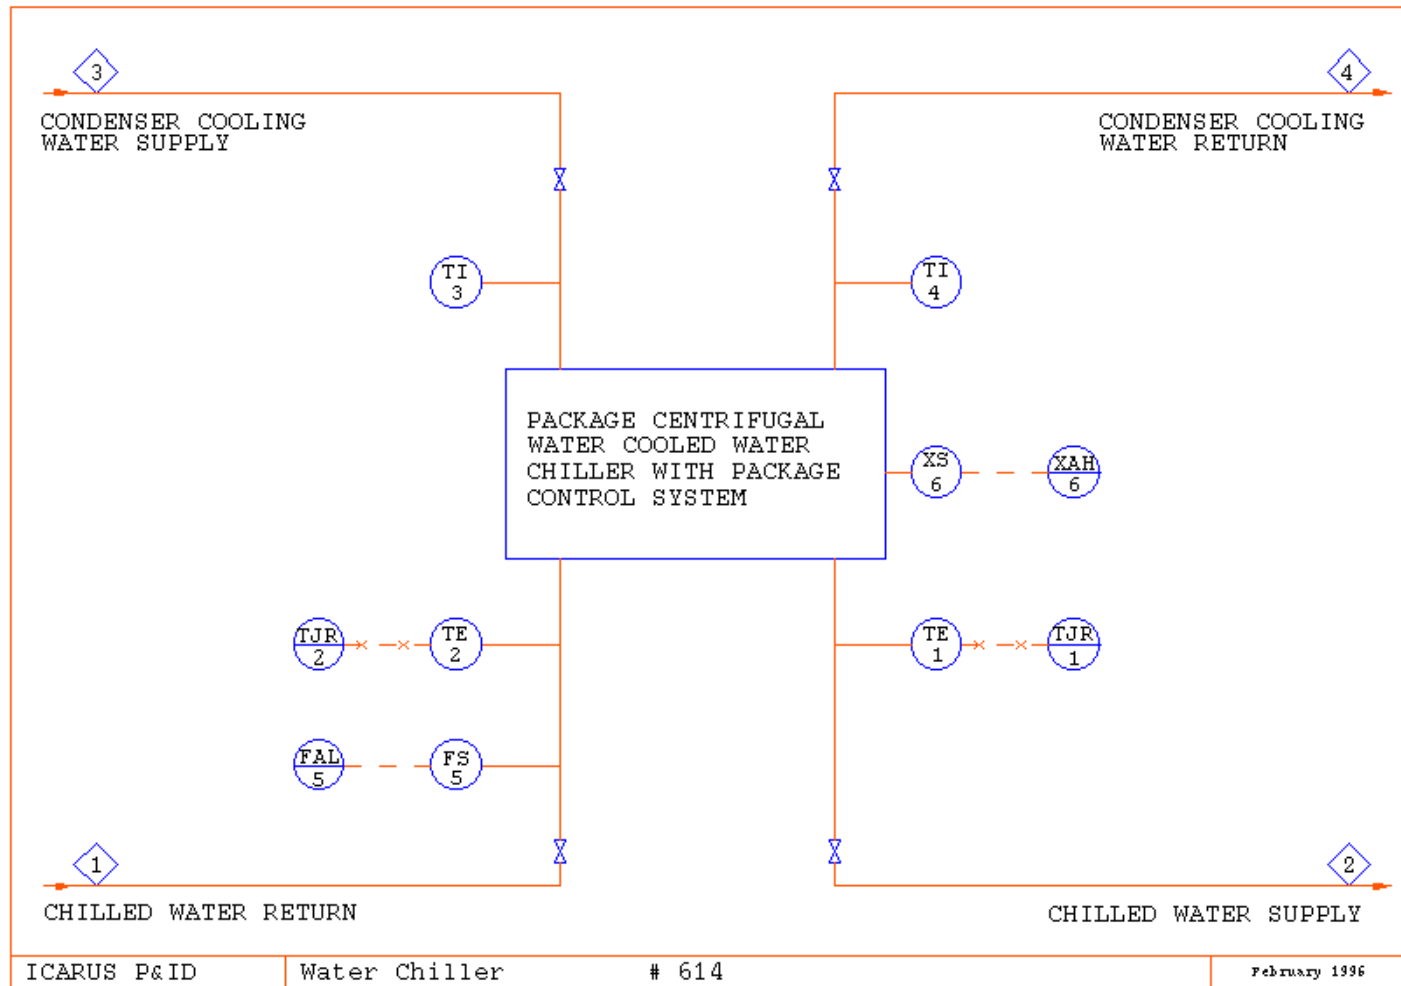 3
4
CONDENSER COOLING
WATER SUPPLY
CONDENSER COOLING
WATER RETURN
TI
3
TI
4
PACKAGE CENTRIFUGAL
WATER COOLED WATER
CHILLER WITH PACKAGE
CONTROL SYSTEM
XS
6
XAH
6
TJR
2
TE
2
TE
1
TJR
1
FAL
5
FS
5
1
2
CHILLED WATER RETURN
CHILLED WATER SUPPLY
ICARUS P&ID
Water Chiller
# 614
February 1996